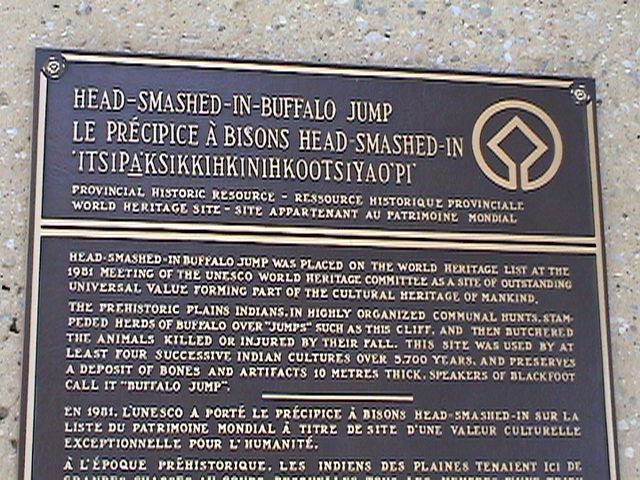 HEAD-SMASHED-IN-BUFFALO JUMP
LE PRÉCIPICE À BISONS HEAD-SMASHED-IN
"ITSIPA'KSIKKIHKINIHKOOTSIYAO'PI"
PROVINCIAL HISTORIC RESOURCE - RESSOURCE HISTORIQUE PROVINCIALE
WORLD HERITAGE SITE - SITE APPARTENANT AU PATRIMOINE MONDIAL
HEAD-SMASHED-IN BUFFALO JUMP WAS PLACED ON THE WORLD HERITAGE LIST AT THE
1981 MEETING OF THE UNESCO WORLD HERITAGE COMMITTEE AS A SITE OF OUTSTANDING
UNIVERSAL VALUE FORMING PART OF THE CULTURAL HERITAGE OF MANKIND.
THE PREHISTORIC PLAINS INDIANS, IN HIGHLY ORGANIZED COMMUNAL HUNTS, STAM-
PEDED HERDS OF BUFFALO OVER "JUMPS" SUCH AS THIS CLIFF, AND THEN BUTCHERED
THE ANIMALS KILLED OR INJURED BY THEIR FALL. THIS SITE WAS USED BY AT
LEAST FOUR SUCCESSIVE INDIAN CULTURES OVER 5,700 YEARS, AND PRESERVES
A DEPOSIT OF BONES AND ARTIFACTS 10 METRES THICK. SPEAKERS OF BLACKFOOT
CALL IT "BUFFALO JUMP".
EN 1981, L'UNESCO A PORTÉ LE PRÉCIPICE À BISONS HEAD-SMASHED-IN SUR LA
LISTE DU PATRIMOINE MONDIAL À TITRE DE SITE D'UNE VALEUR CULTURELLE
EXCEPTIONNELLE POUR L'HUMANITÉ.
À L'ÉPOQUE PRÉHISTORIQUE, LES INDIENS DES PLAINES TENAIENT ICI DE